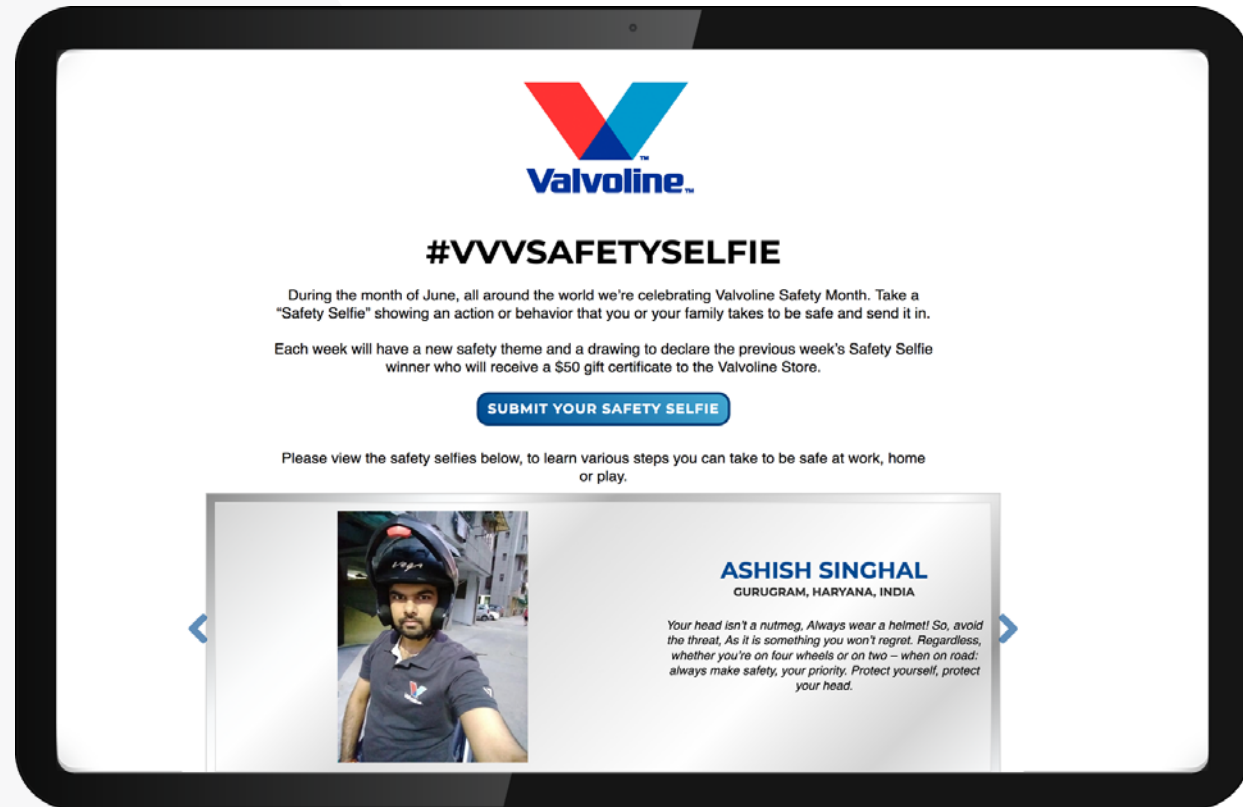 Valvoline™
#VVVSAFETYSELFIE
During the month of June, all around the world we're celebrating Valvoline Safety Month. Take a
“Safety Selfie” showing an action or behavior that you or your family takes to be safe and send it in.
Each week will have a new safety theme and a drawing to declare the previous week's Safety Selfie
winner who will receive a $50 gift certificate to the Valvoline Store.
SUBMIT YOUR SAFETY SELFIE
Please view the safety selfies below, to learn various steps you can take to be safe at work, home
or play.
vega
ASHISH SINGHAL
GURUGRAM, HARYANA, INDIA
Your head isn't a nutmeg, Always wear a helmet! So, avoid
the threat, As it is something you won't regret. Regardless,
whether you're on four wheels or on two – when on road:
always make safety, your priority. Protect yourself, protect
your head.